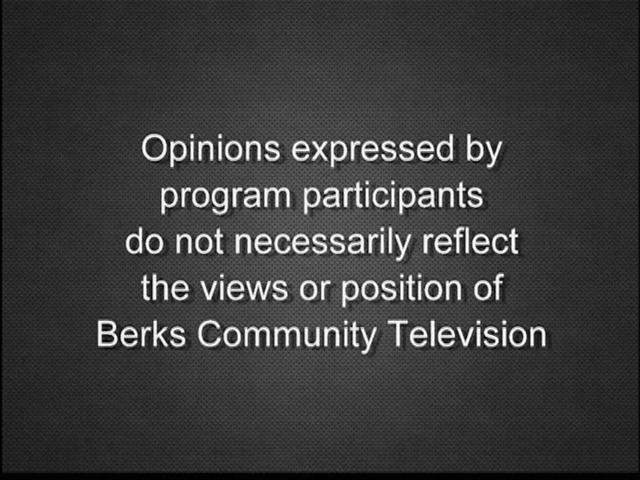 Opinions expressed by
program participants
do not necessarily reflect
the views or position of
Berks Community Television